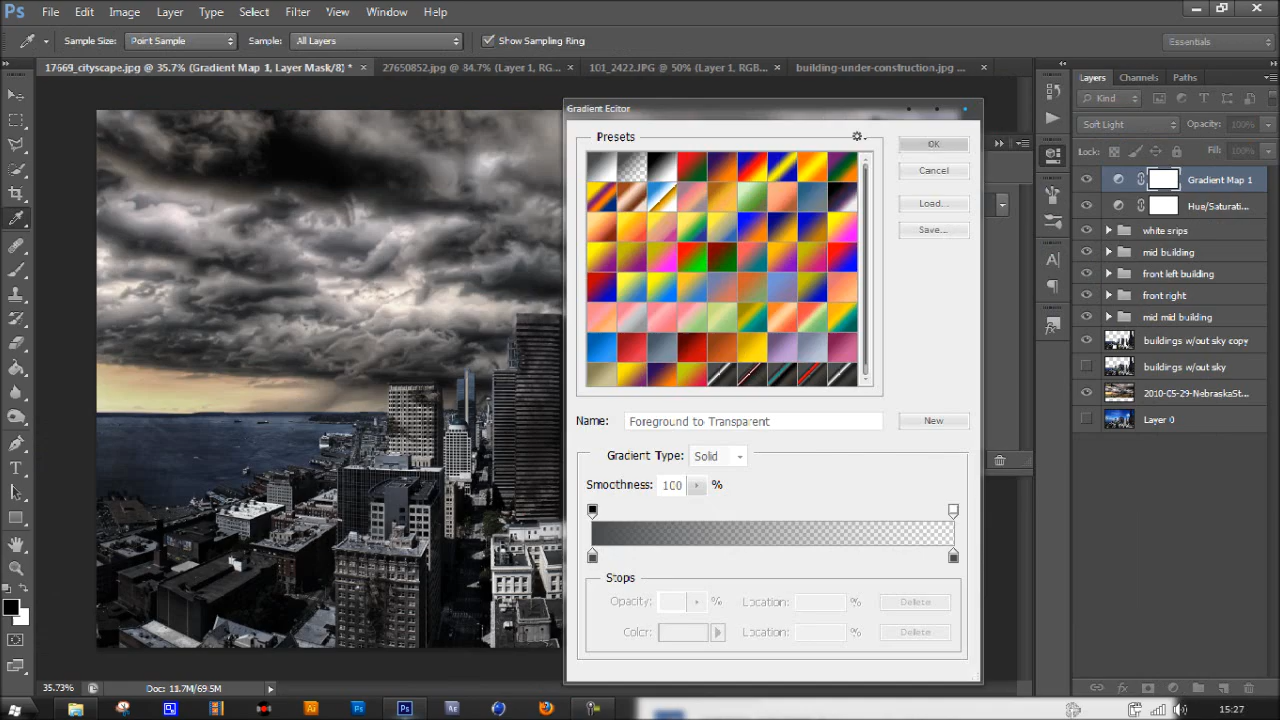 Ps File Edit Image Layer Type Select Filter View Window Help
Sample Size: Point Sample Sample: All Layers Show Sampling Ring Essentials
17669_cityscape.jpg @ 35.7% (Gradient Map 1, Layer Mask/8) * 27650852.jpg @ 84.7% (Layer 1, RG... 101_2422.JPG @ 50% (Layer 1, RGB... building-under-construction.jpg ...
Layers Channels Paths
Kind
Soft Light Opacity: 100%
Lock: Fill: 100%
Gradient Map 1
Hue/Saturati...
white srips
mid building
front left building
front right
mid mid building
buildings w/out sky copy
buildings w/out sky
2010-05-29-NebraskaSt...
Layer 0
Gradient Editor
Presets
OK
Cancel
Load...
Save...
Name: Foreground to Transparent New
Gradient Type: Solid
Smoothness: 100 %
Stops
Opacity: % Location: % Delete
Color: Location: % Delete
35.73% Doc: 11.7M/69.5M
Ai Ps Ps Ae
15:27